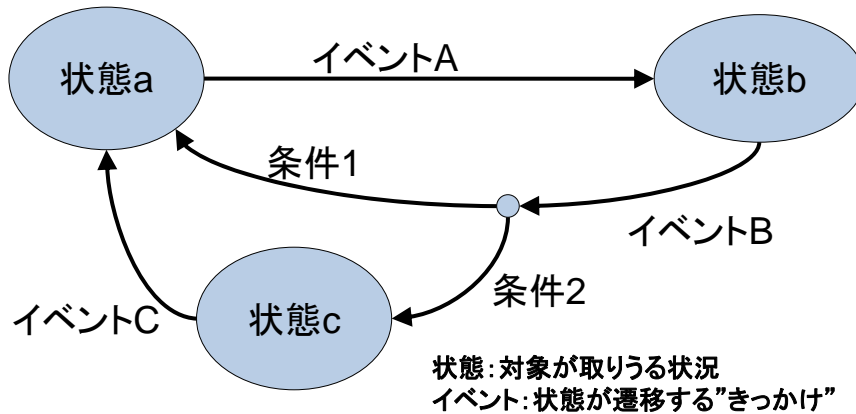 イベントA
状態a
状態b
条件1
イベントB
条件2
イベントC
状態c
状態：対象が取りうる状況
イベント：状態が遷移する”きっかけ”